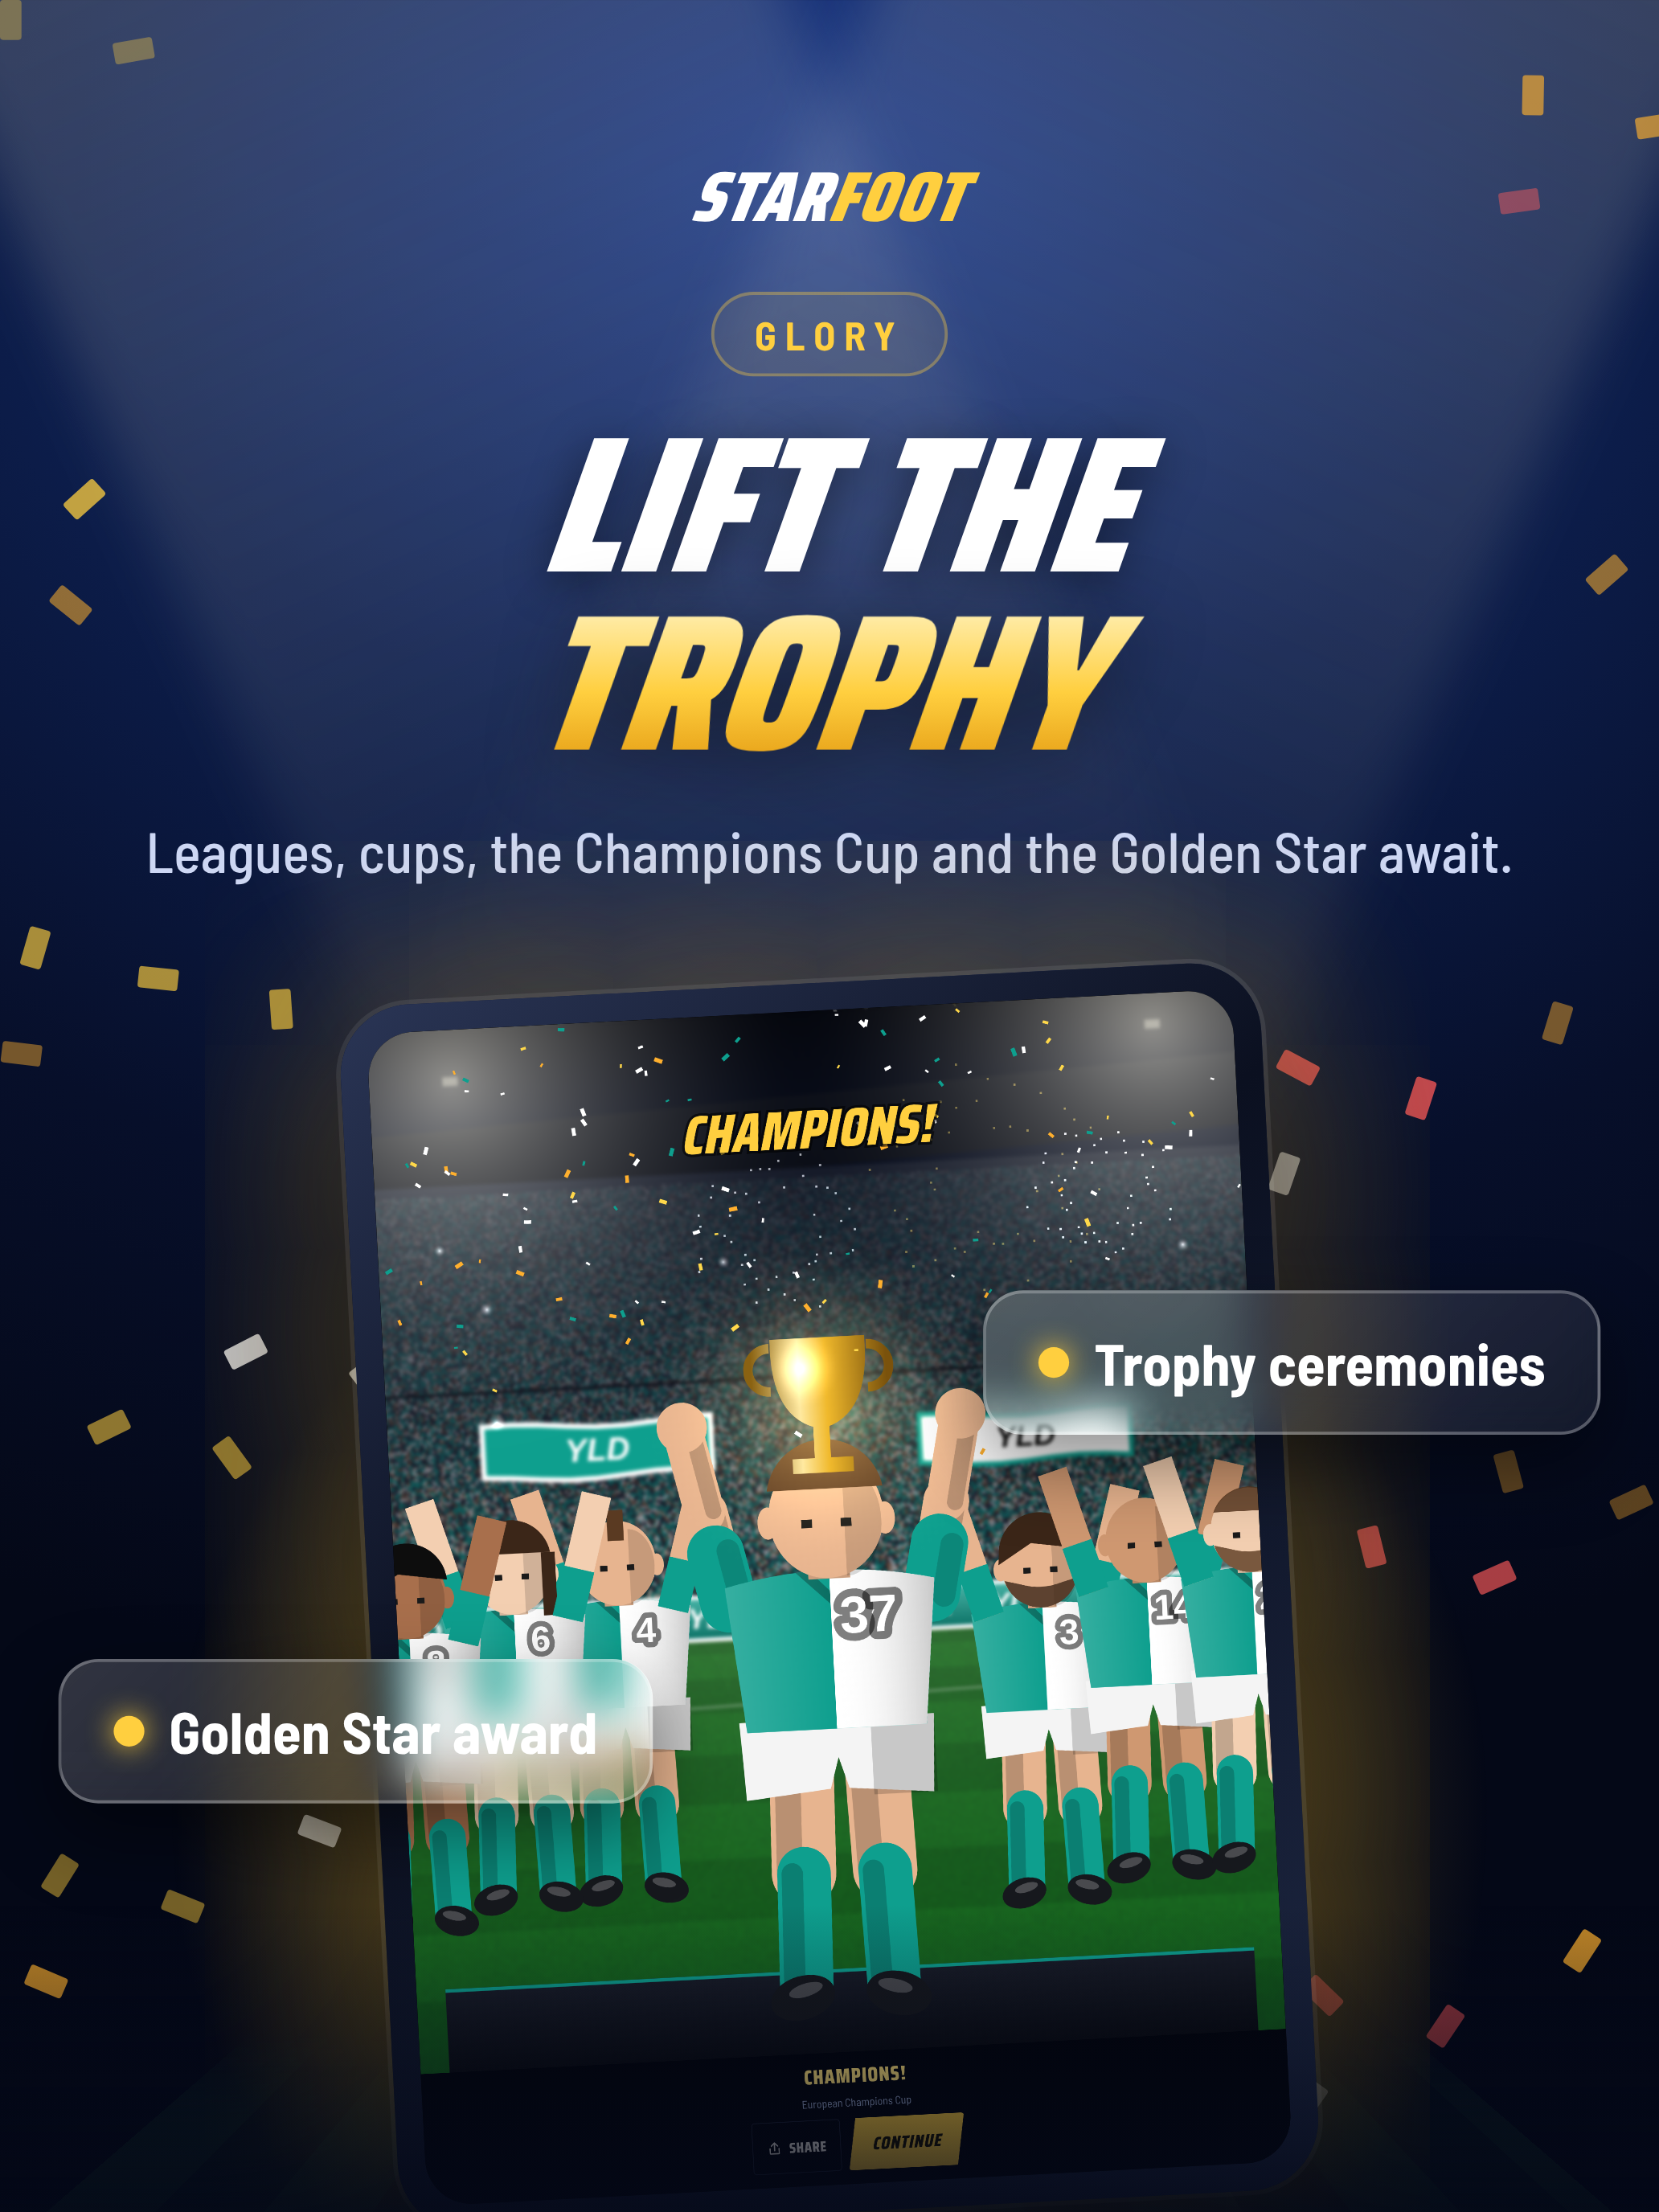 STARFOOT
GLORY
LIFT THE
TROPHY
Leagues, cups, the Champions Cup and the Golden Star await.
CHAMPIONS!
Trophy ceremonies
YLD
YLD
37
6
4
3
14
Golden Star award
CHAMPIONS!
European Champions Cup
SHARE
CONTINUE